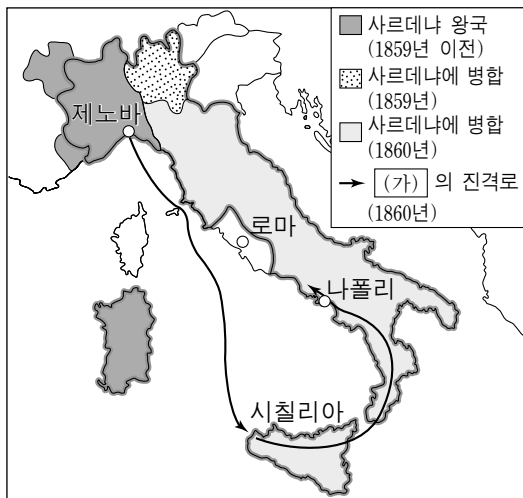 사르데냐 왕국
(1859년 이전)
사르데냐에 병합
(1859년)
사르데냐에 병합
(1860년)
(가) 의 진격로
(1860년)
제노바
로마
나폴리
시칠리아